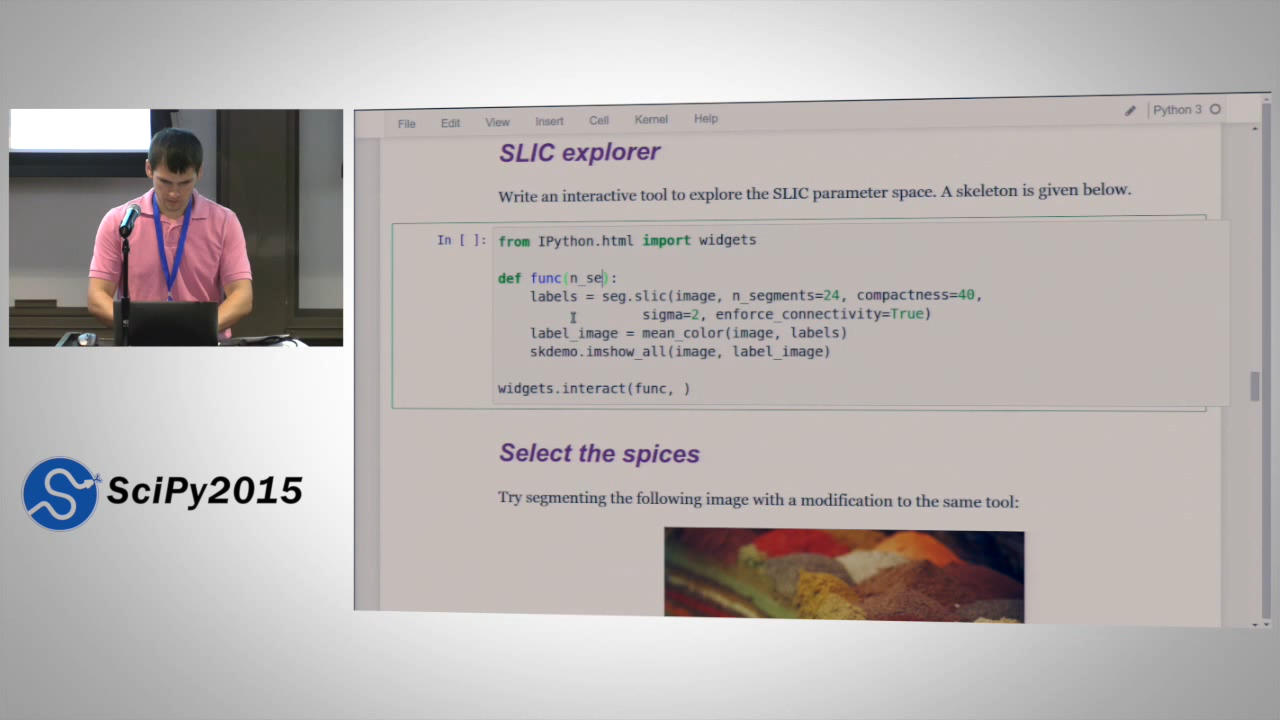 File Edit View Insert Cell Kernel Help
Python 3
SLIC explorer
Write an interactive tool to explore the SLIC parameter space. A skeleton is given below.
In [ ]: from IPython.html import widgets
def func(n_se):
labels = seg.slic(image, n_segments=24, compactness=40,
sigma=2, enforce_connectivity=True)
label_image = mean_color(image, labels)
skdemo.imshow_all(image, label_image)
widgets.interact(func, )
Select the spices
Try segmenting the following image with a modification to the same tool:
SciPy2015